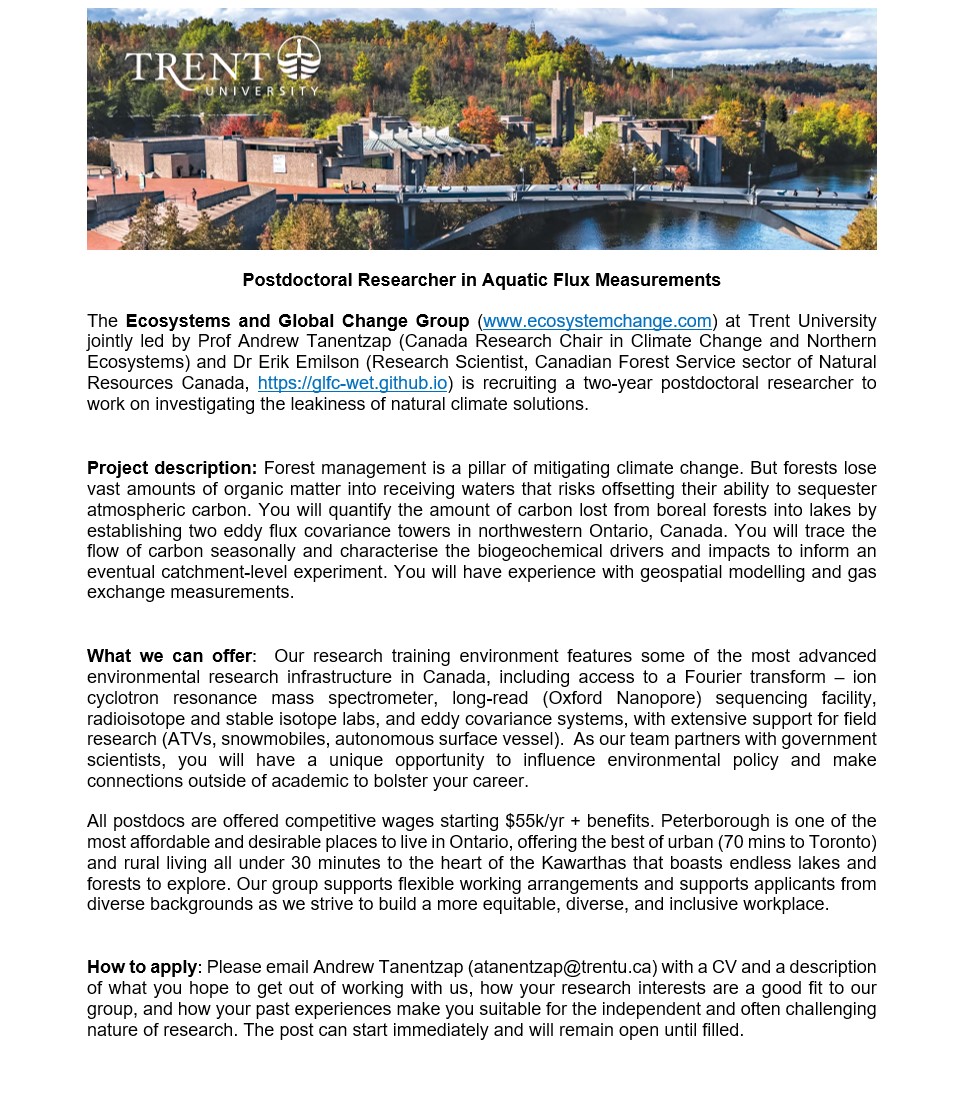 TRENT
UNIVERSITY
Postdoctoral Researcher in Aquatic Flux Measurements
The Ecosystems and Global Change Group (www.ecosystemchange.com) at Trent University
jointly led by Prof Andrew Tanentzap (Canada Research Chair in Climate Change and Northern
Ecosystems) and Dr Erik Emilson (Research Scientist, Canadian Forest Service sector of Natural
Resources Canada, https://glfc-wet.github.io) is recruiting a two-year postdoctoral researcher to
work on investigating the leakiness of natural climate solutions.
Project description: Forest management is a pillar of mitigating climate change. But forests lose
vast amounts of organic matter into receiving waters that risks offsetting their ability to sequester
atmospheric carbon. You will quantify the amount of carbon lost from boreal forests into lakes by
establishing two eddy flux covariance towers in northwestern Ontario, Canada. You will trace the
flow of carbon seasonally and characterise the biogeochemical drivers and impacts to inform an
eventual catchment-level experiment. You will have experience with geospatial modelling and gas
exchange measurements.
What we can offer:  Our research training environment features some of the most advanced
environmental research infrastructure in Canada, including access to a Fourier transform – ion
cyclotron resonance mass spectrometer, long-read (Oxford Nanopore) sequencing facility,
radioisotope and stable isotope labs, and eddy covariance systems, with extensive support for field
research (ATVs, snowmobiles, autonomous surface vessel).  As our team partners with government
scientists, you will have a unique opportunity to influence environmental policy and make
connections outside of academic to bolster your career.
All postdocs are offered competitive wages starting $55k/yr + benefits. Peterborough is one of the
most affordable and desirable places to live in Ontario, offering the best of urban (70 mins to Toronto)
and rural living all under 30 minutes to the heart of the Kawarthas that boasts endless lakes and
forests to explore. Our group supports flexible working arrangements and supports applicants from
diverse backgrounds as we strive to build a more equitable, diverse, and inclusive workplace.
How to apply: Please email Andrew Tanentzap (atanentzap@trentu.ca) with a CV and a description
of what you hope to get out of working with us, how your research interests are a good fit to our
group, and how your past experiences make you suitable for the independent and often challenging
nature of research. The post can start immediately and will remain open until filled.